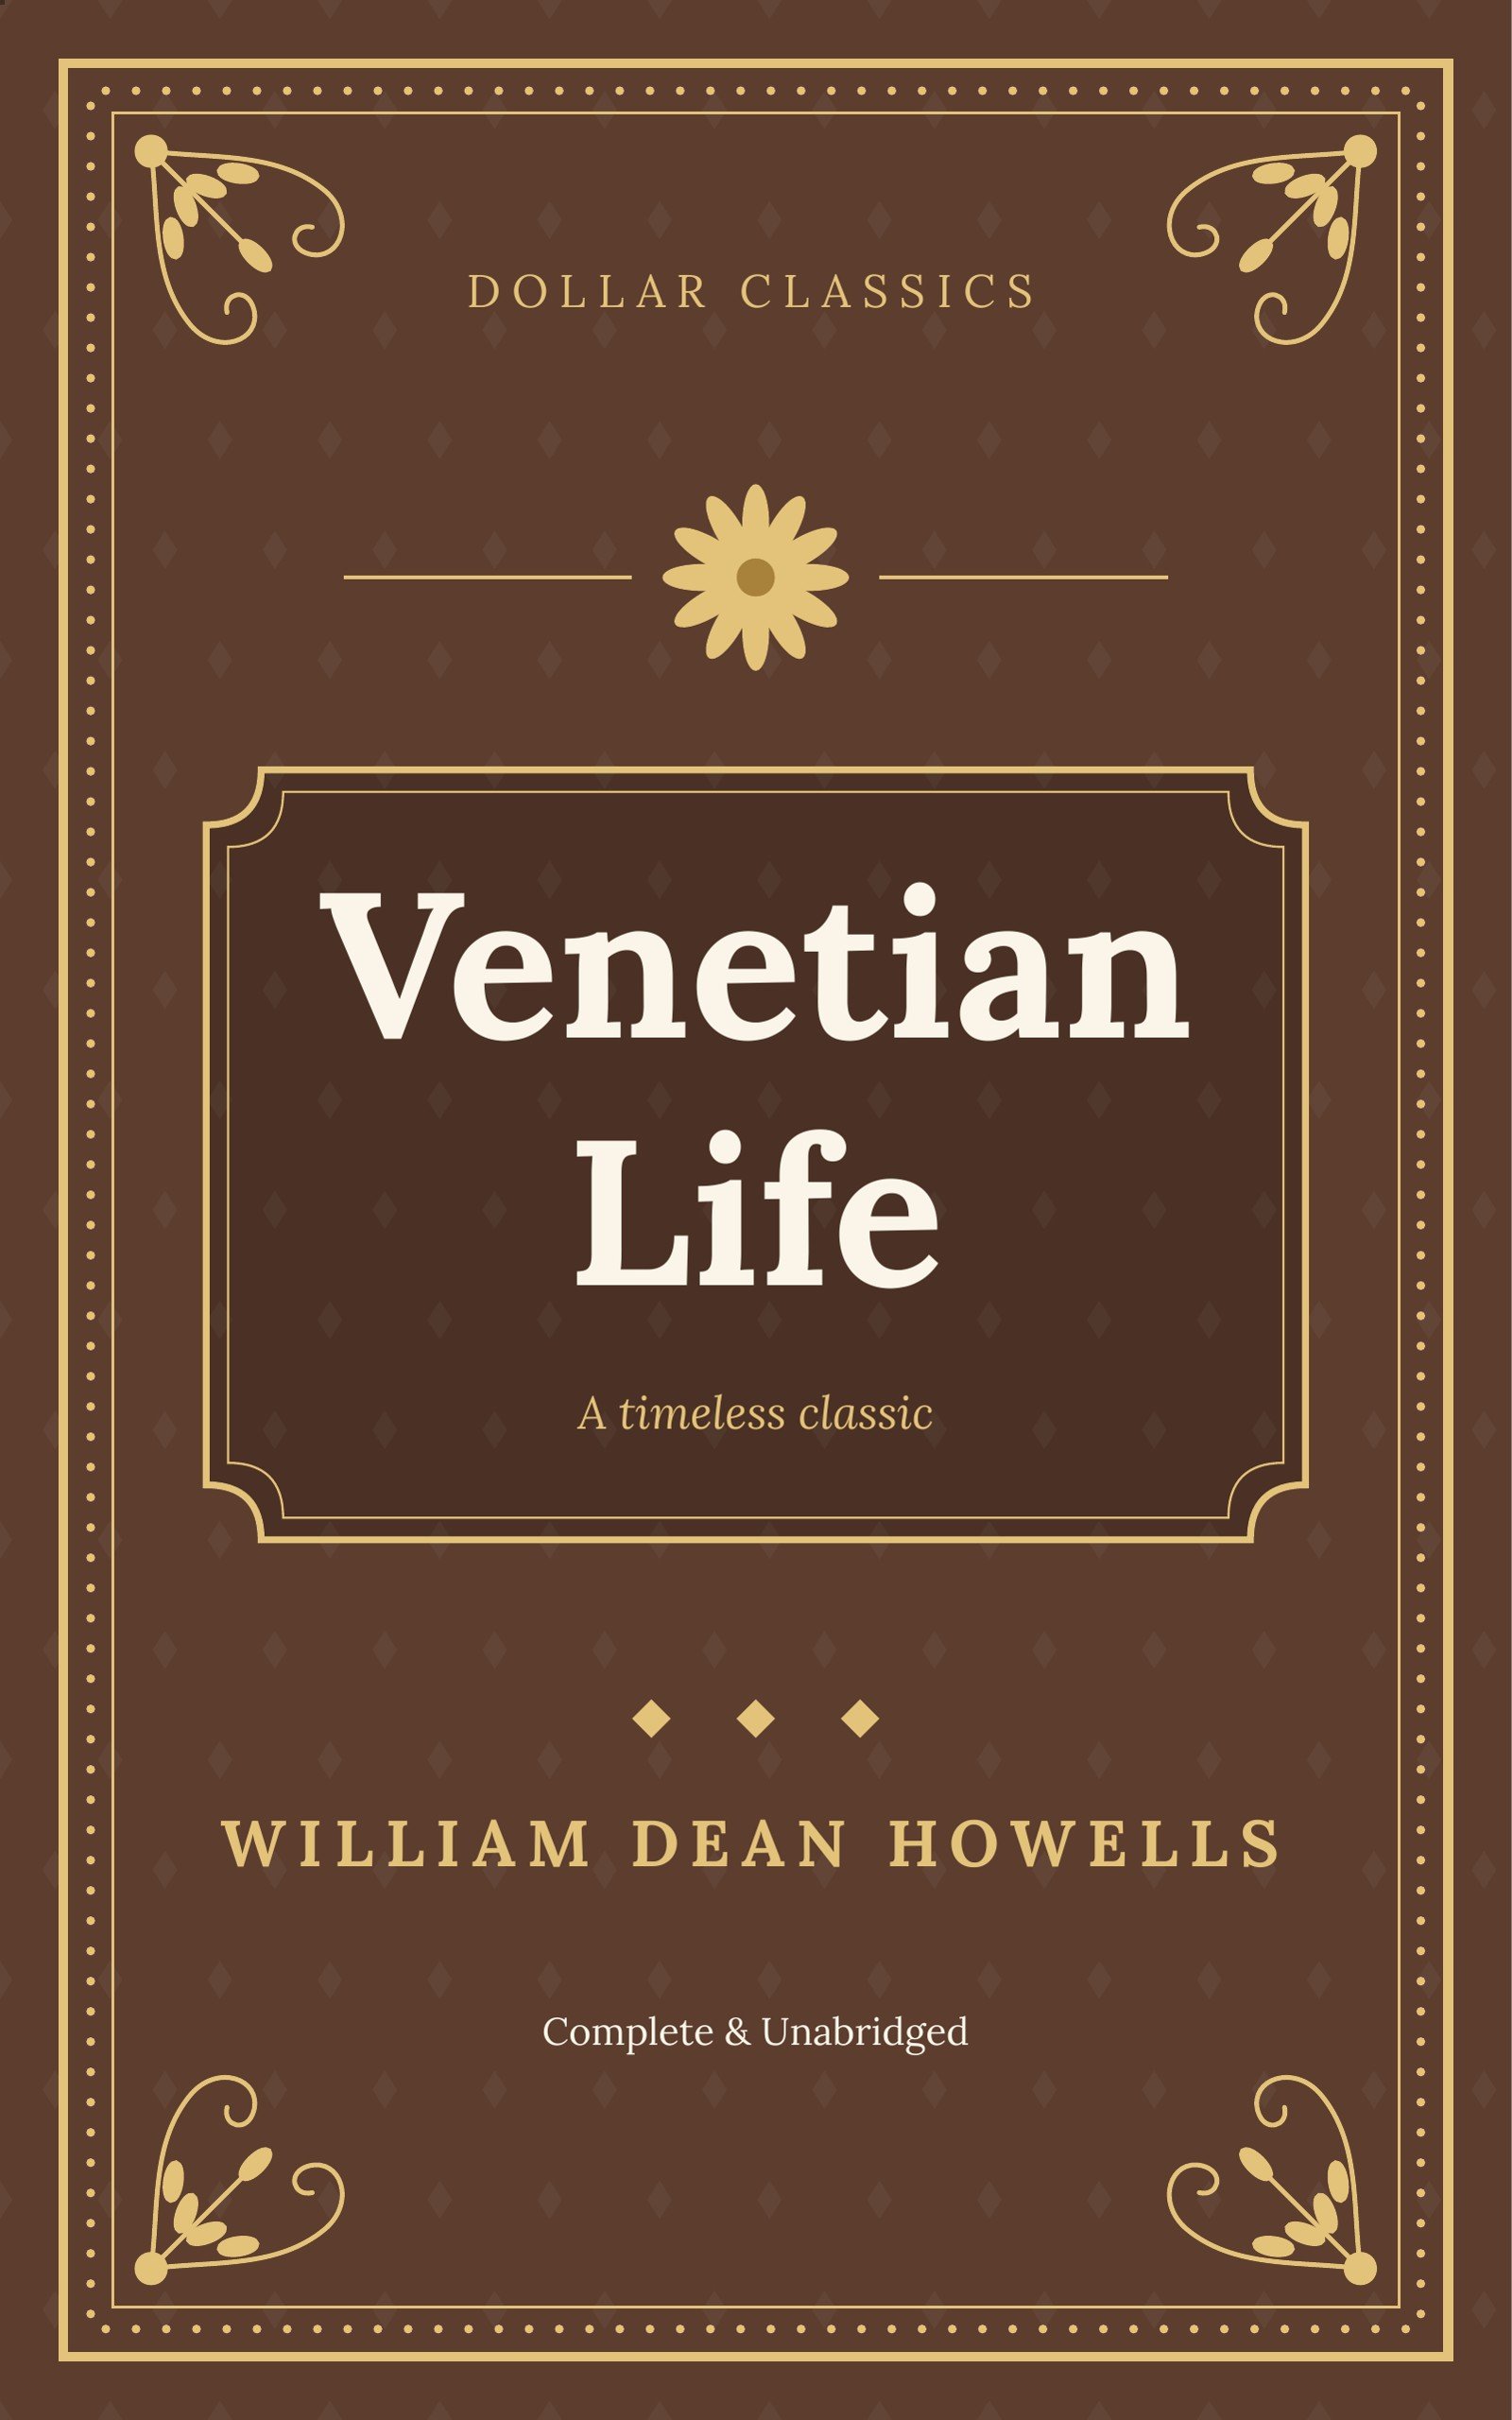 DOLLAR CLASSICS
Venetian
Life
A timeless classic
WILLIAM DEAN HOWELLS
Complete & Unabridged